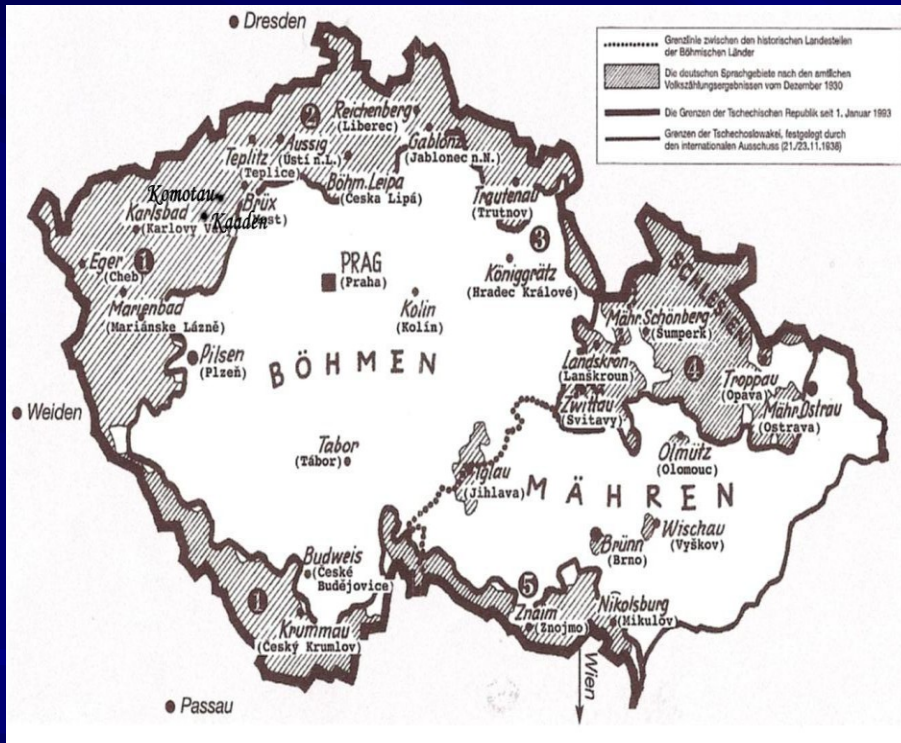 Dresden
Grenzlinie zwischen den historischen Landesteilen
der Böhmischen Länder
Die deutschen Sprachgebiete nach den amtlichen
Volkszählungsergebnissen vom Dezember 1930
Die Grenzen der Tschechischen Republik seit 1. Januar 1993
Grenzen der Tschechoslowakei, festgelegt durch
den internationalen Ausschuss (21./23.11.1938)
2
Reichenberg
(Liberec)
Gablonz
(Jablonec n.N.)
Aussig
(Ústí n.L.)
Teplitz
(Teplice)
Böhm. Leipa
(Česka Lípá)
Trautenau
(Trutnov)
Komotau
Brüx
Kaaden
Karlsbad
(Karlovy
1
Eger
(Cheb)
Marienbad
(Mariánske Lázně)
PRAG
(Praha)
Kolin
(Kolín)
3
Königgrätz
(Hradec Králové)
SCHLESIEN
Mähr. Schönberg
(Šumperk)
4
Landskron
(Lanškroun)
Zwittau
(Svitavy)
Troppau
(Opava)
Mähr. Ostrau
(Ostrava)
Pilsen
(Plzeň)
BÖHMEN
Weiden
Tabor
(Tábor)
Iglau
(Jihlava)
MÄHREN
Olmütz
(Olomouc)
Wischau
(Vyškov)
Brünn
(Brno)
Budweis
(České
Budějovice)
1
Krummau
(Český Krumlov)
5
Znaim
(Znojmo)
Nikolsburg
(Mikulov)
Wien
Passau